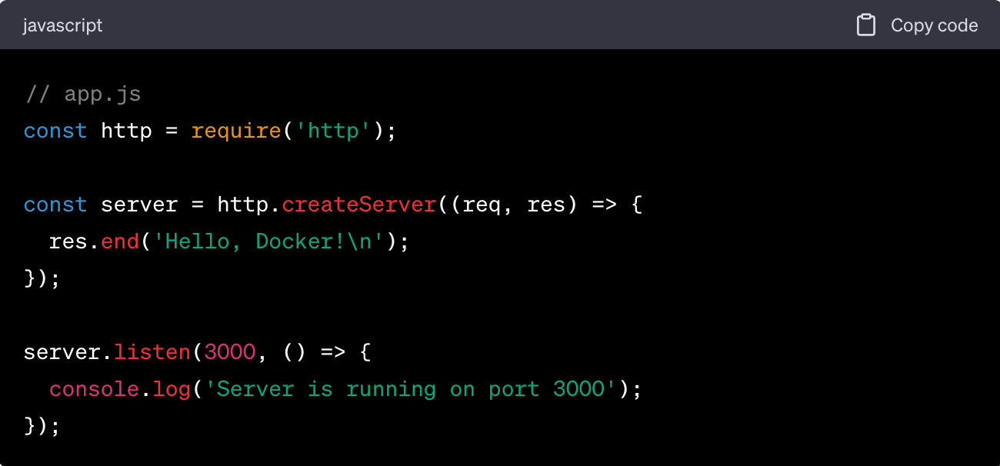 javascript
Copy code
// app.js
const http = require('http');
const server = http.createServer((req, res) => {
  res.end('Hello, Docker!\n');
});
server.listen(3000, () => {
  console.log('Server is running on port 3000');
});